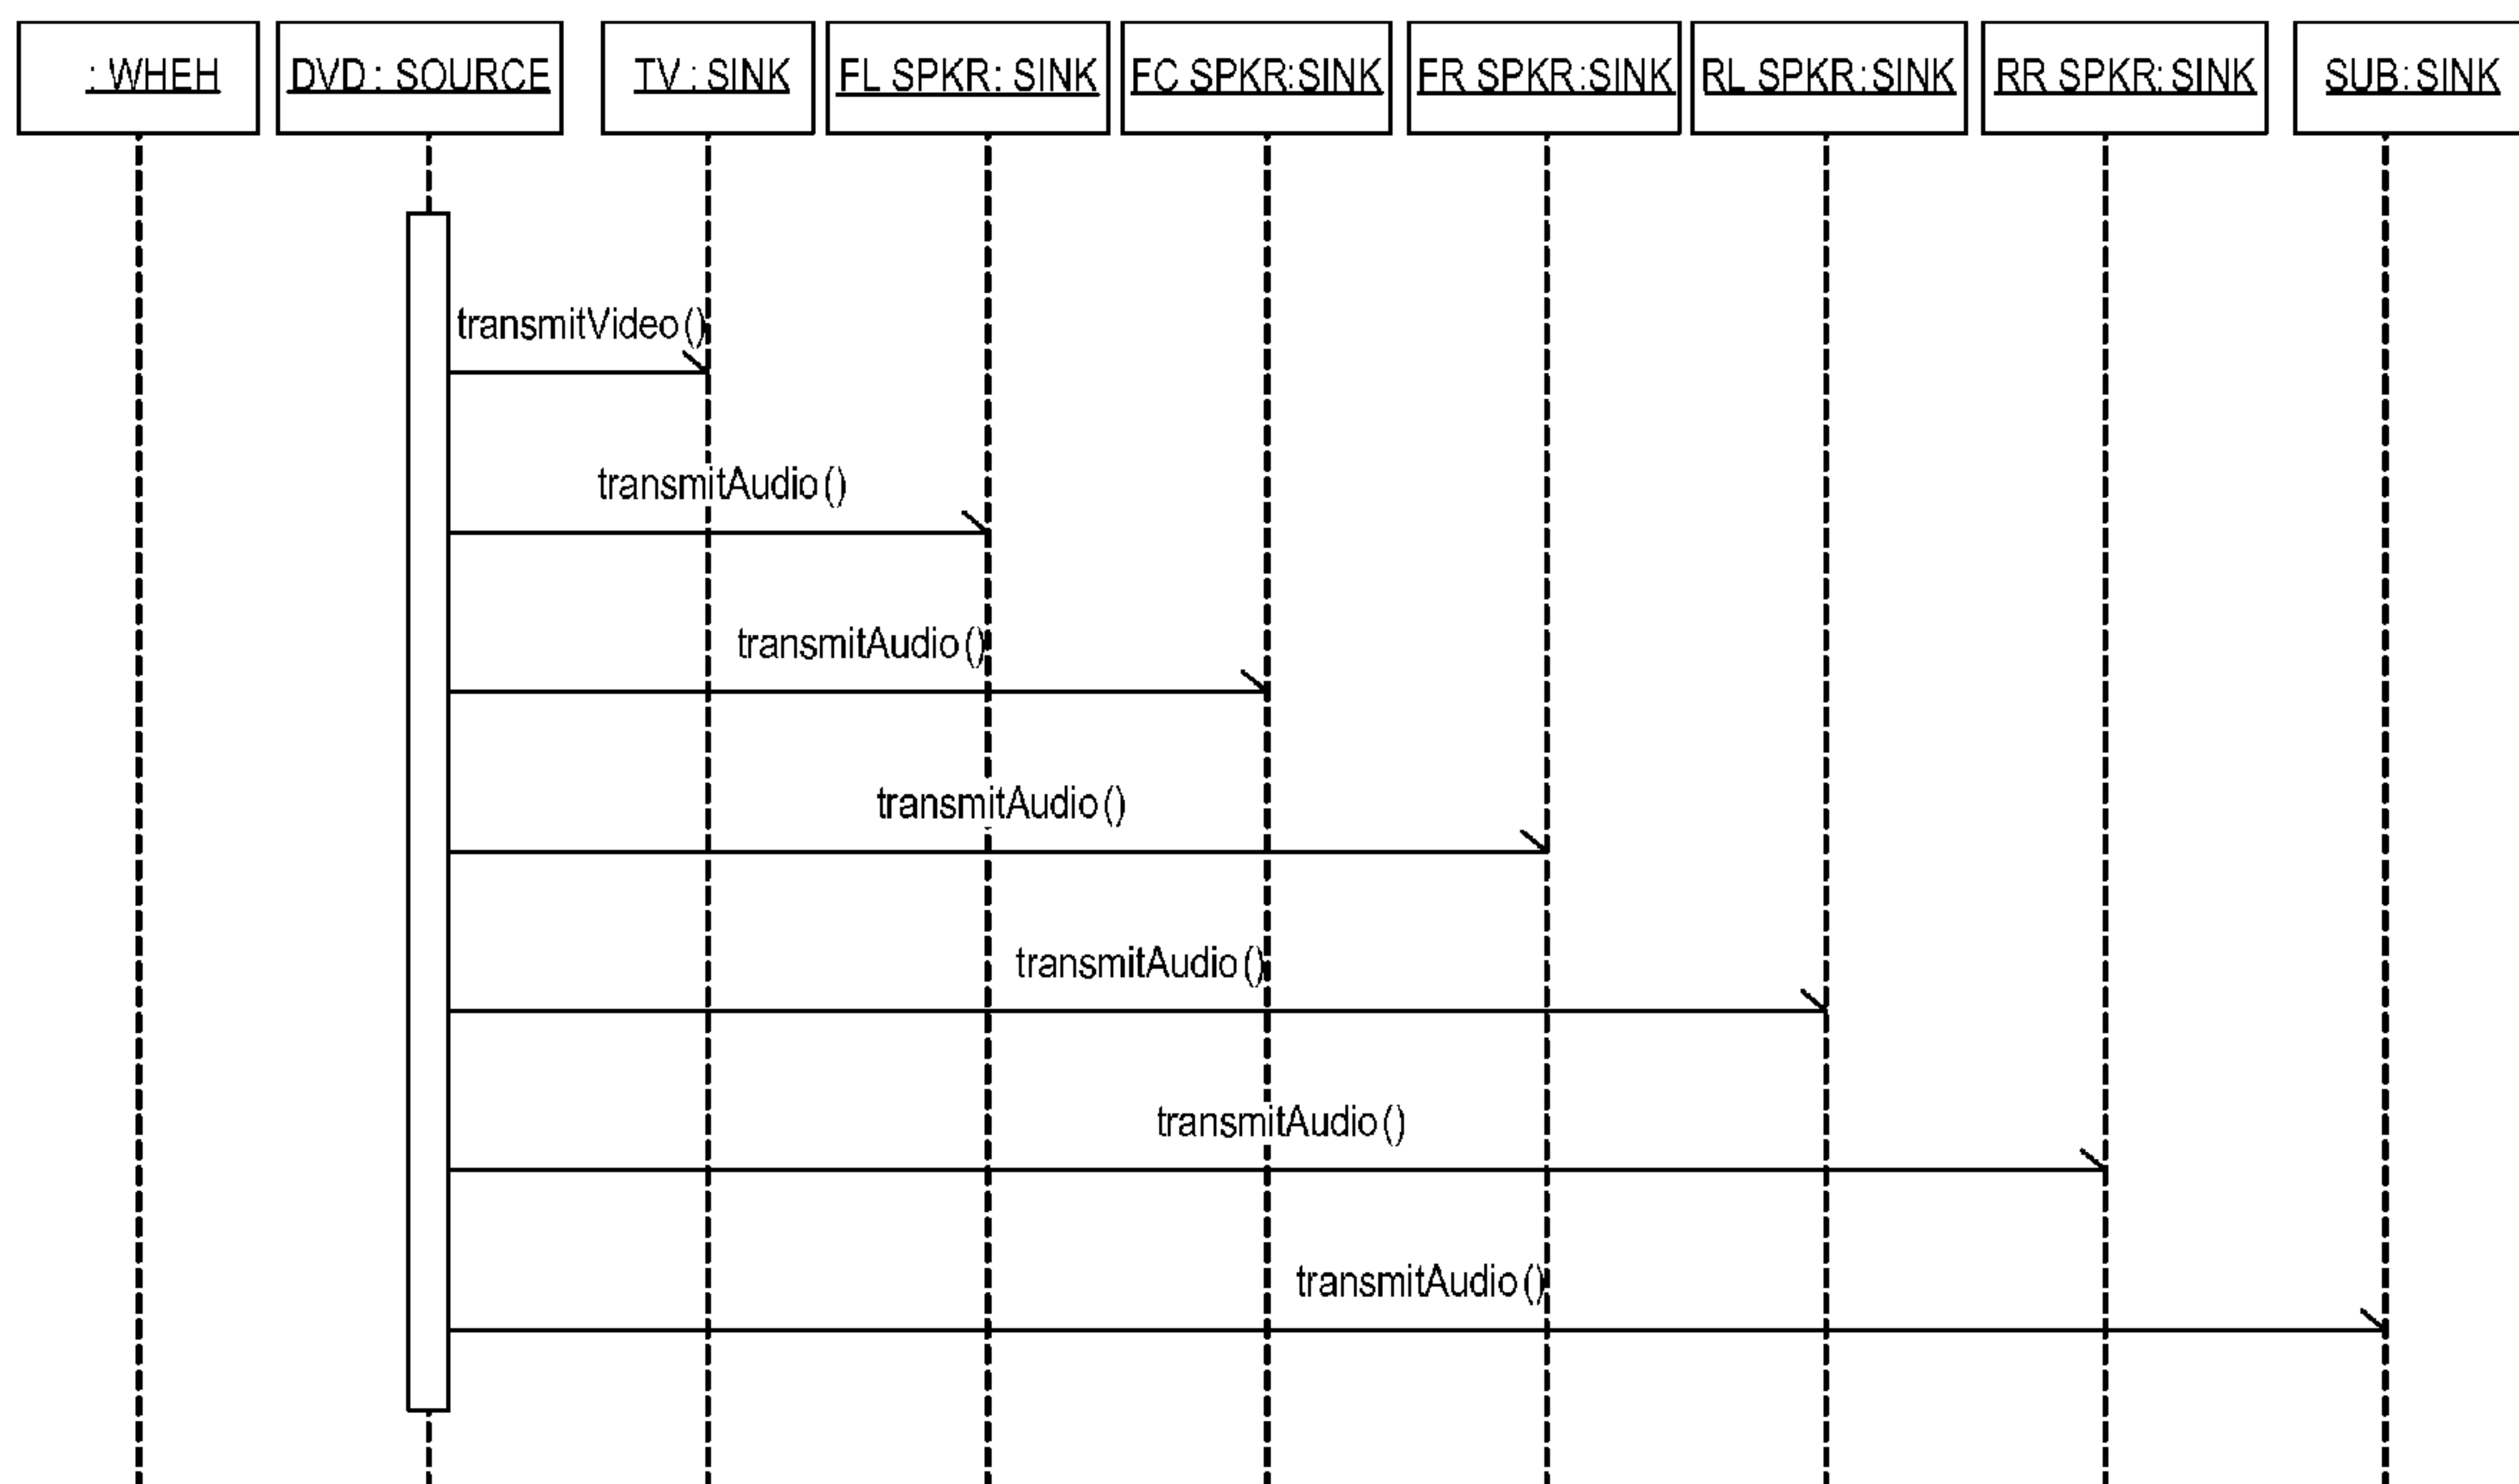 : WHEH
DVD : SOURCE
TV : SINK
FL SPKR: SINK
FC SPKR:SINK
FR SPKR:SINK
RL SPKR:SINK
RR SPKR:SINK
SUB:SINK
transmitVideo()
transmitAudio()
transmitAudio()
transmitAudio()
transmitAudio()
transmitAudio()
transmitAudio()